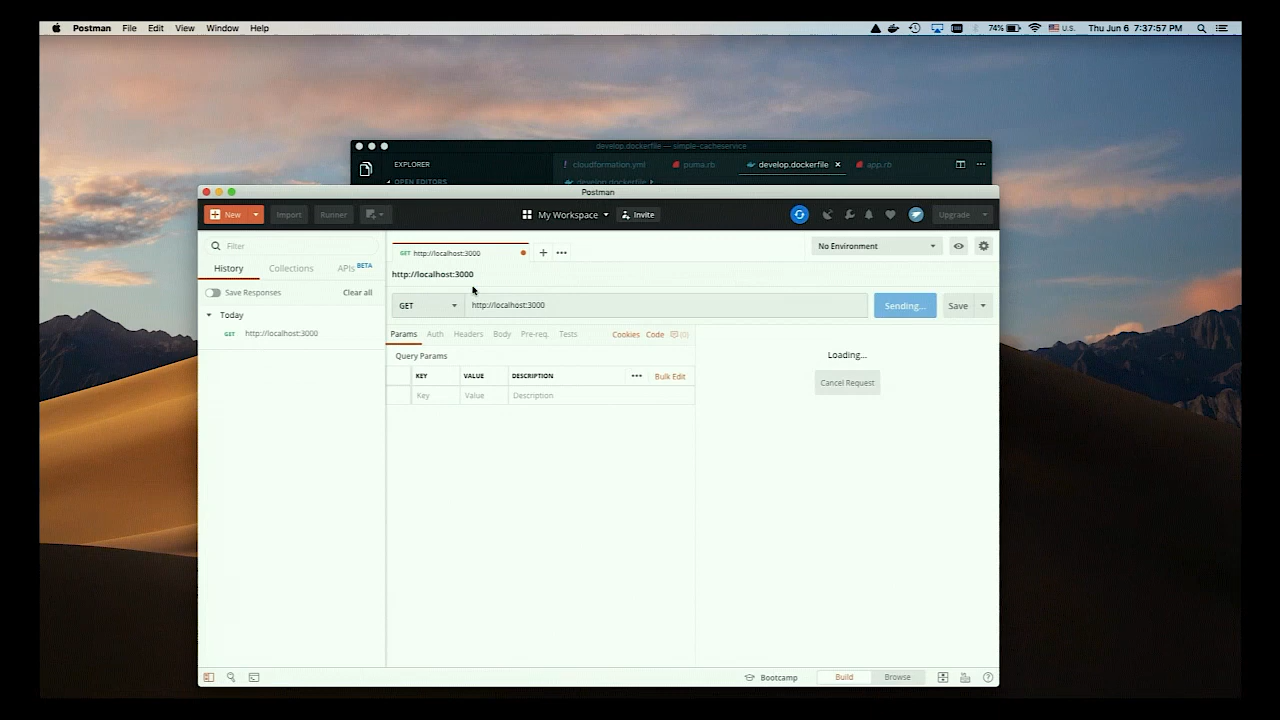 Postman File Edit View Window Help 74% U.S. Thu Jun 6 7:37:57 PM
develop.dockerfile — simple-cacheservice
EXPLORER ! cloudformation.yml puma.rb develop.dockerfile × app.rb ...
OPEN EDITORS develop.dockerfile
Postman
New Import Runner My Workspace Invite Upgrade
Filter GET http://localhost:3000 + ... No Environment
History Collections APIs BETA http://localhost:3000
Save Responses Clear all GET http://localhost:3000 Sending... Save
Today
GET http://localhost:3000 Params Auth Headers Body Pre-req. Tests Cookies Code (0)
Query Params Loading...
KEY VALUE DESCRIPTION ... Bulk Edit Cancel Request
Key Value Description
Bootcamp Build Browse